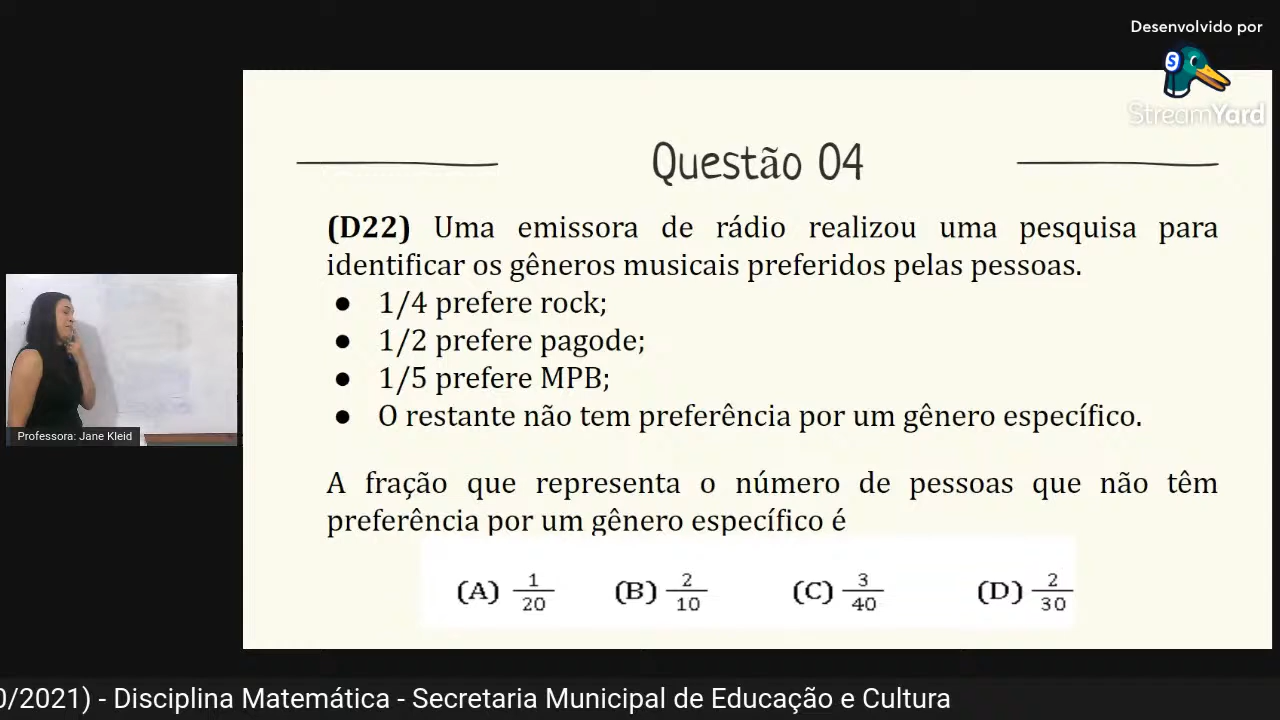 Desenvolvido por
StreamYard
Questão 04
(D22) Uma emissora de rádio realizou uma pesquisa para
identificar os gêneros musicais preferidos pelas pessoas.
● 1/4 prefere rock;
● 1/2 prefere pagode;
● 1/5 prefere MPB;
● O restante não tem preferência por um gênero específico.
A fração que representa o número de pessoas que não têm
preferência por um gênero específico é
(A) 1/20 (B) 2/10 (C) 3/40 (D) 2/30
Professora: Jane Kleid
0/2021) - Disciplina Matemática - Secretaria Municipal de Educação e Cultura